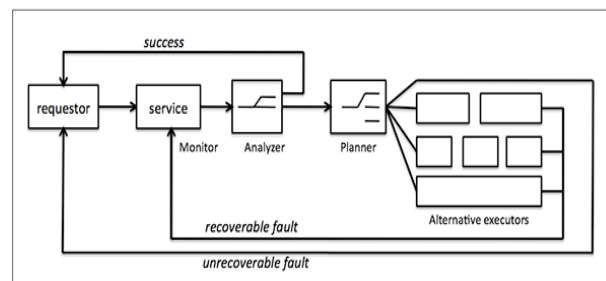 success
requestor
service
Monitor
Analyzer
Planner
Alternative executors
recoverable fault
unrecoverable fault